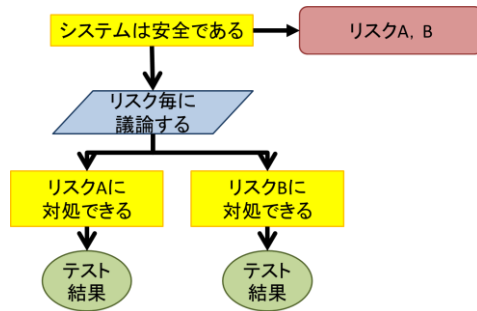 システムは安全である
リスクA, B
リスク毎に
議論する
リスクAに
対処できる
リスクBに
対処できる
テスト
結果
テスト
結果